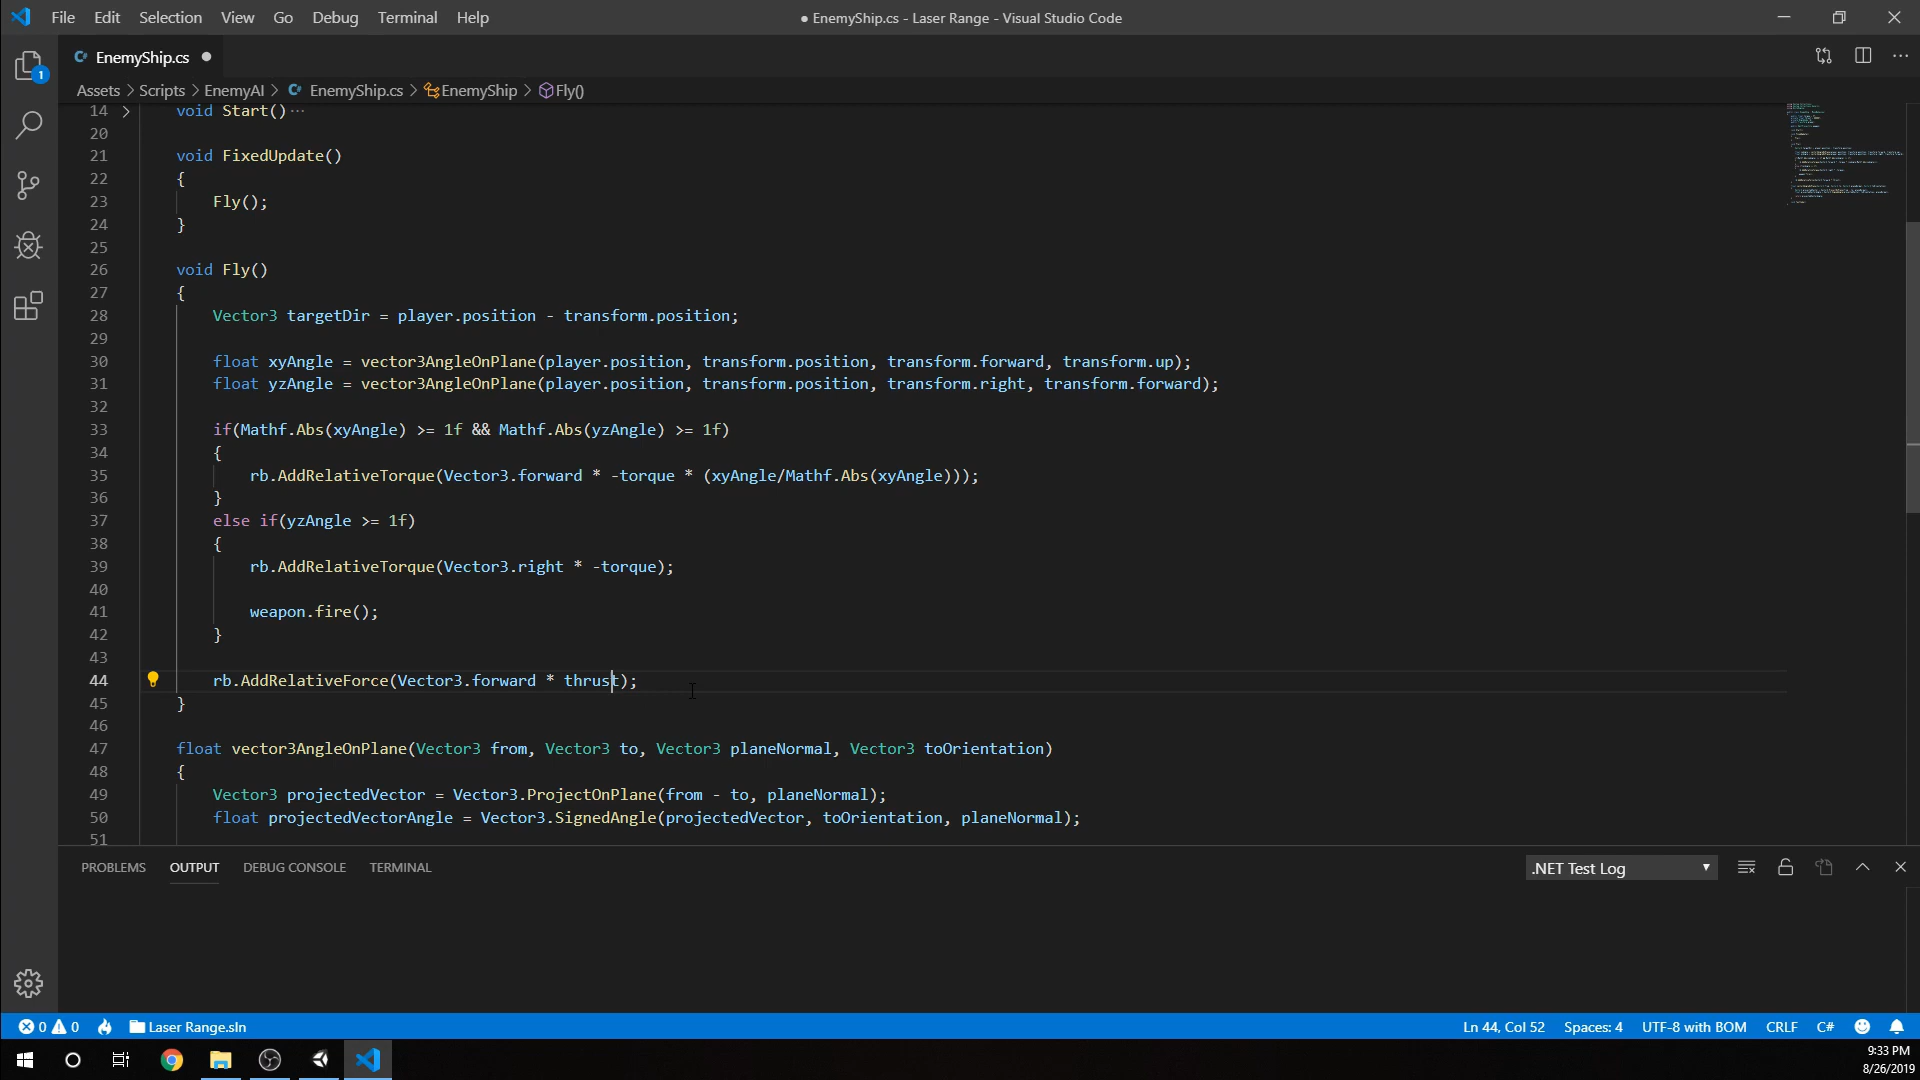 File Edit Selection View Go Debug Terminal Help
● EnemyShip.cs - Laser Range - Visual Studio Code
1
C# EnemyShip.cs ●
Assets > Scripts > EnemyAI > C# EnemyShip.cs > EnemyShip > Fly()
14 > void Start()···
20
21 void FixedUpdate()
22 {
23 Fly();
24 }
25
26 void Fly()
27 {
28 Vector3 targetDir = player.position - transform.position;
29
30 float xyAngle = vector3AngleOnPlane(player.position, transform.position, transform.forward, transform.up);
31 float yzAngle = vector3AngleOnPlane(player.position, transform.position, transform.right, transform.forward);
32
33 if(Mathf.Abs(xyAngle) >= 1f && Mathf.Abs(yzAngle) >= 1f)
34 {
35 rb.AddRelativeTorque(Vector3.forward * -torque * (xyAngle/Mathf.Abs(xyAngle)));
36 }
37 else if(yzAngle >= 1f)
38 {
39 rb.AddRelativeTorque(Vector3.right * -torque);
40
41 weapon.fire();
42 }
43
44 rb.AddRelativeForce(Vector3.forward * thrust);
45 }
46
47 float vector3AngleOnPlane(Vector3 from, Vector3 to, Vector3 planeNormal, Vector3 toOrientation)
48 {
49 Vector3 projectedVector = Vector3.ProjectOnPlane(from - to, planeNormal);
50 float projectedVectorAngle = Vector3.SignedAngle(projectedVector, toOrientation, planeNormal);
51
PROBLEMS OUTPUT DEBUG CONSOLE TERMINAL
.NET Test Log
0 0 Laser Range.sln
Ln 44, Col 52 Spaces: 4 UTF-8 with BOM CRLF C#
9:33 PM
8/26/2019